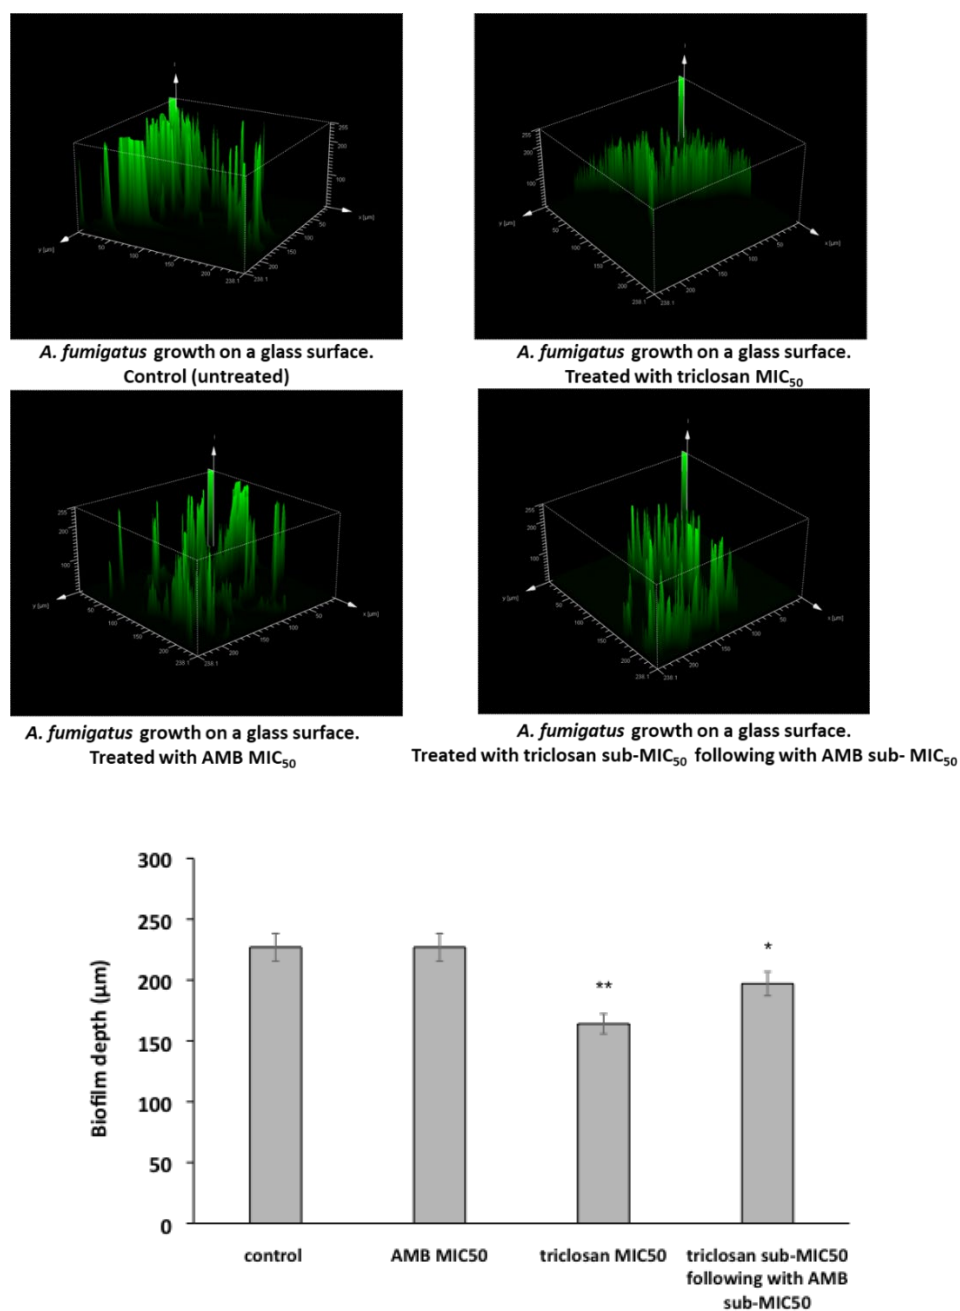 A. fumigatus growth on a glass surface.
Control (untreated)
A. fumigatus growth on a glass surface.
Treated with triclosan MIC50
A. fumigatus growth on a glass surface.
Treated with AMB MIC50
A. fumigatus growth on a glass surface.
Treated with triclosan sub-MIC50 following with AMB sub- MIC50
300
250
200
150
100
50
0
Biofilm depth (µm)
**
*
control
AMB MIC50
triclosan MIC50
triclosan sub-MIC50
following with AMB
sub-MIC50